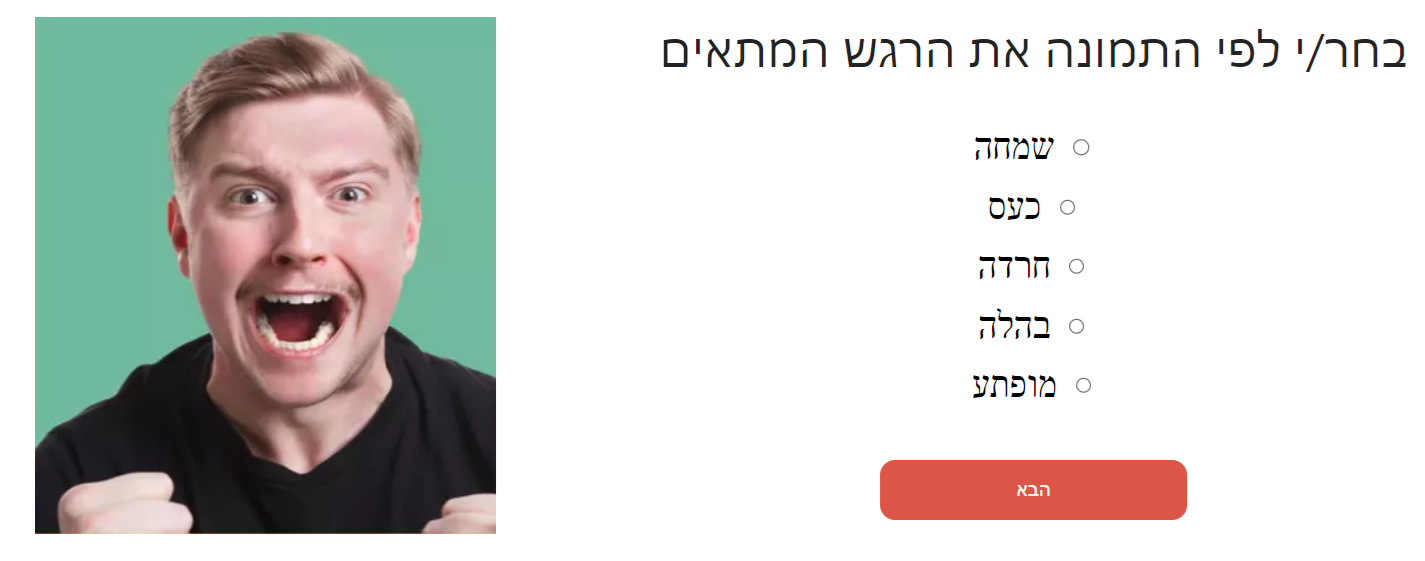 בחר/י לפי התמונה את הרגש המתאים
שמחה
כעס
חרדה
בהלה
מופתע
הבא